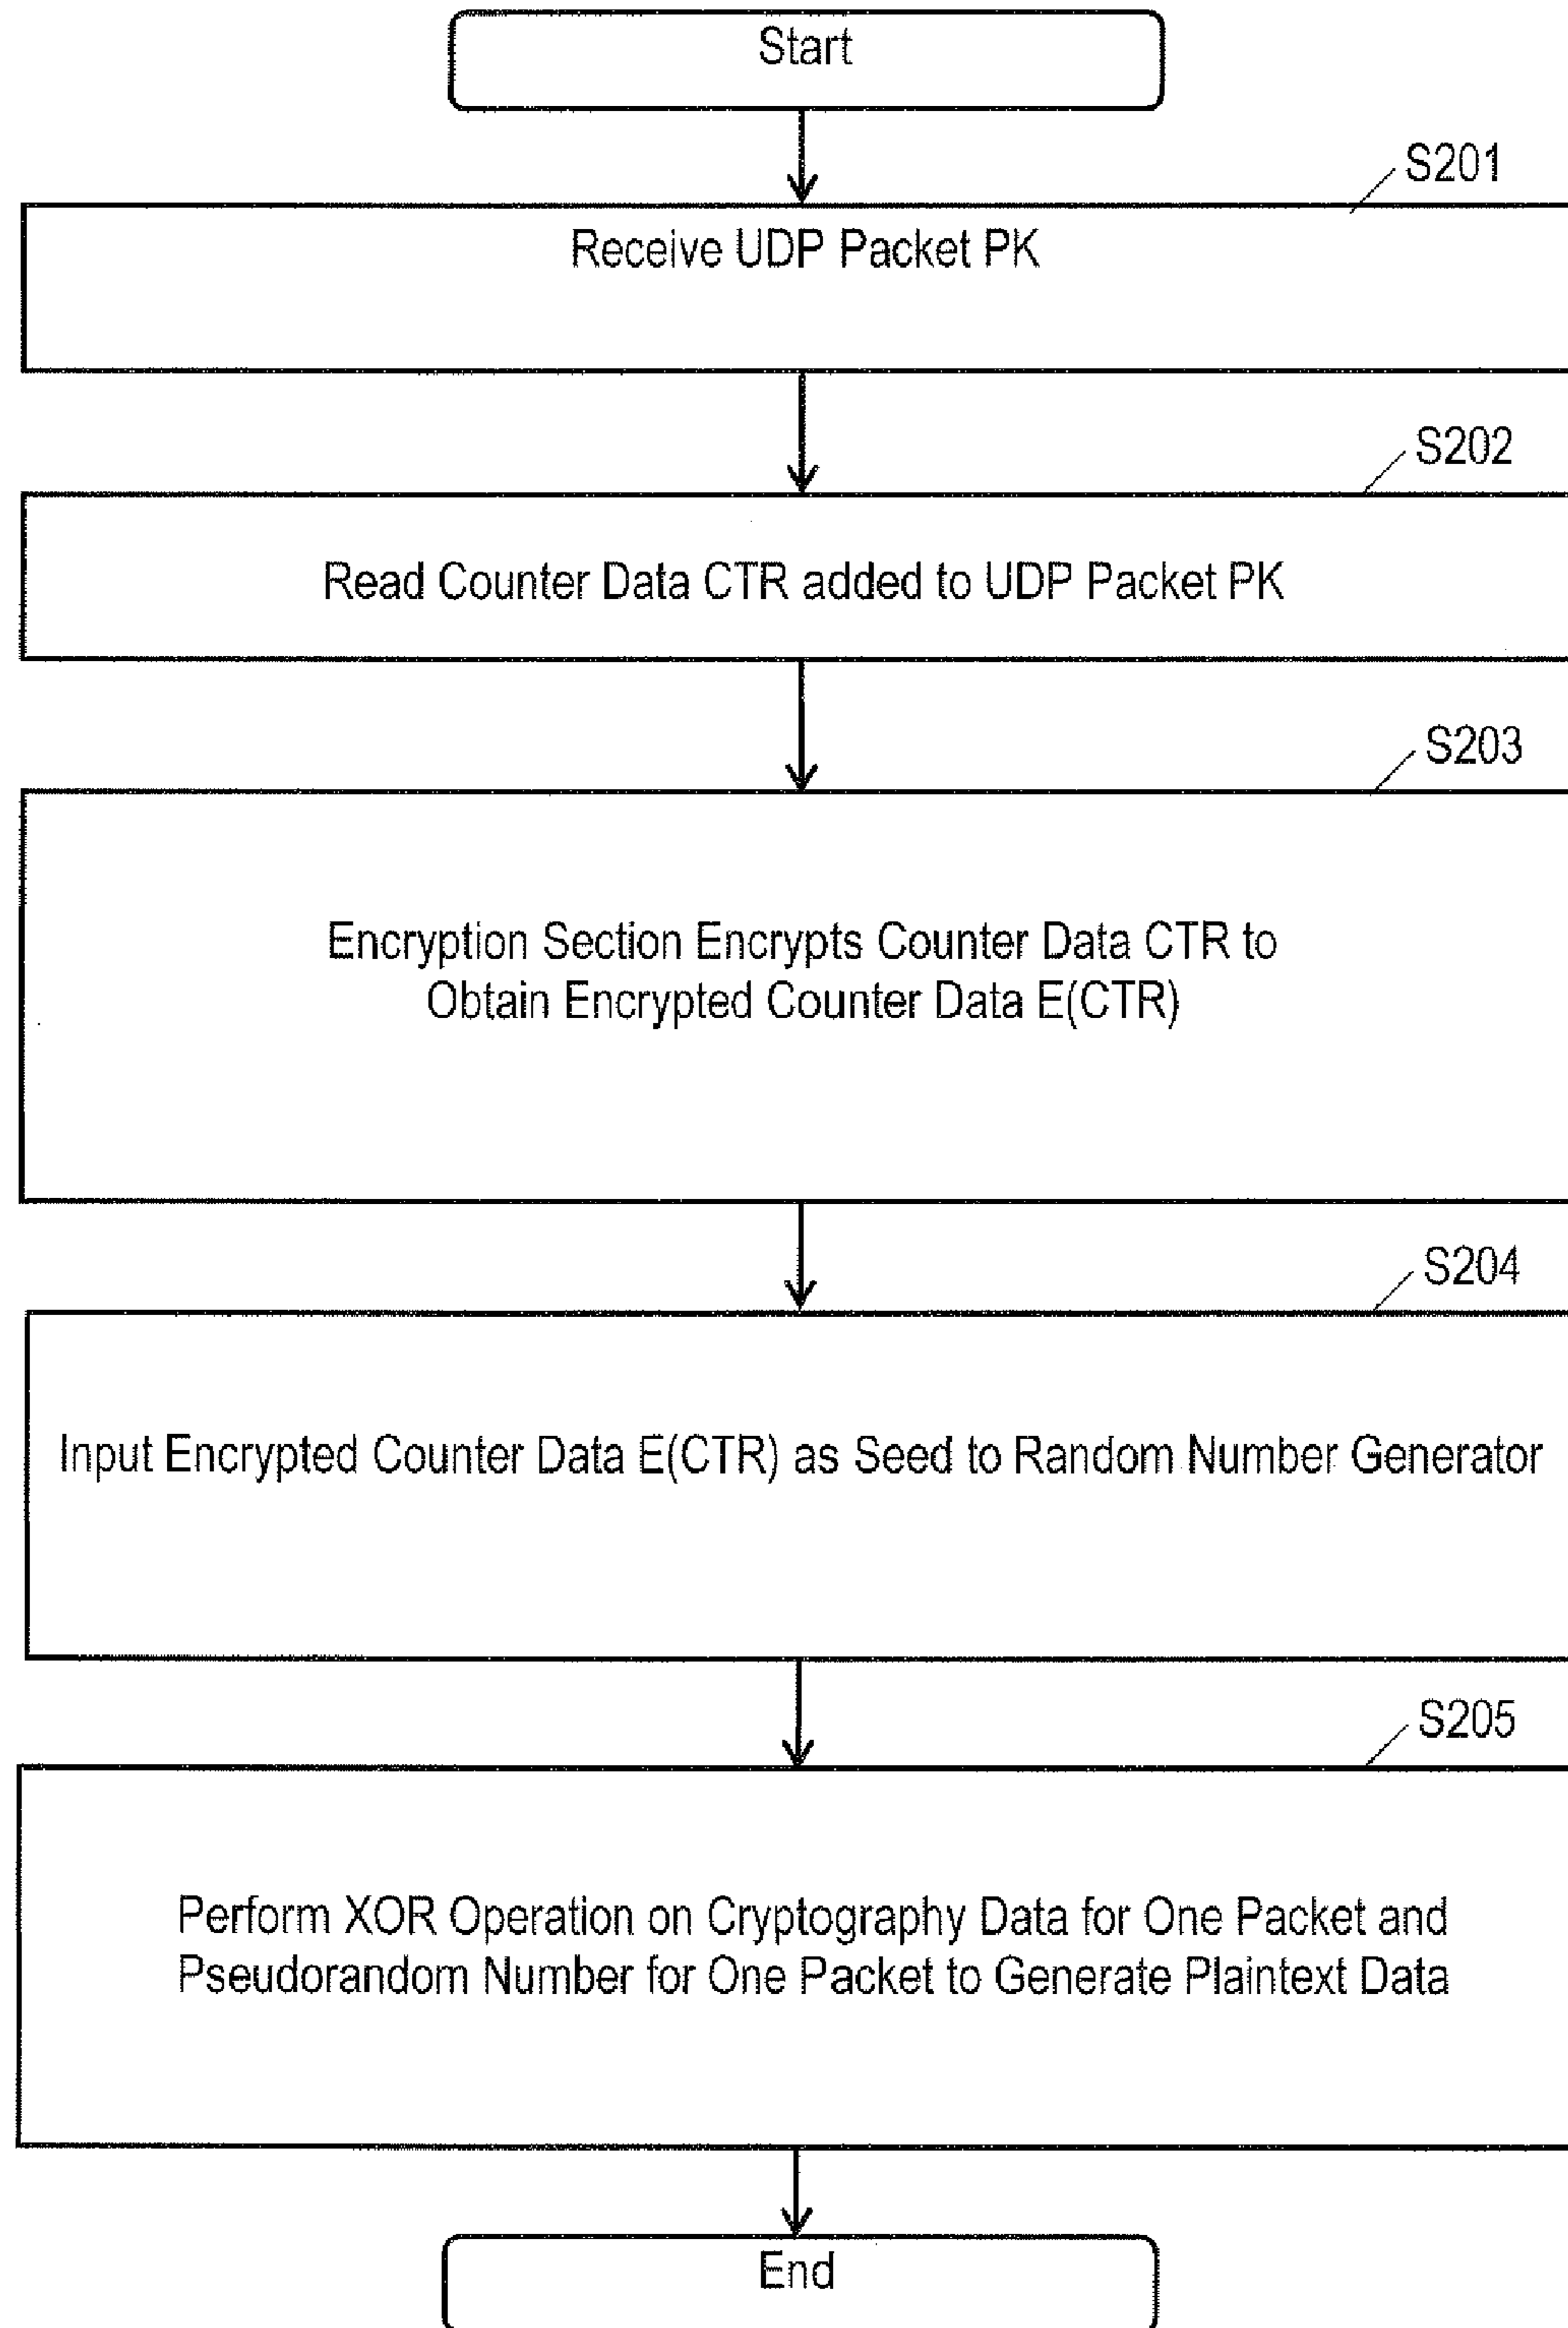 Start
S201
Receive UDP Packet PK
S202
Read Counter Data CTR added to UDP Packet PK
S203
Encryption Section Encrypts Counter Data CTR to
Obtain Encrypted Counter Data E(CTR)
S204
Input Encrypted Counter Data E(CTR) as Seed to Random Number Generator
S205
Perform XOR Operation on Cryptography Data for One Packet and
Pseudorandom Number for One Packet to Generate Plaintext Data
End